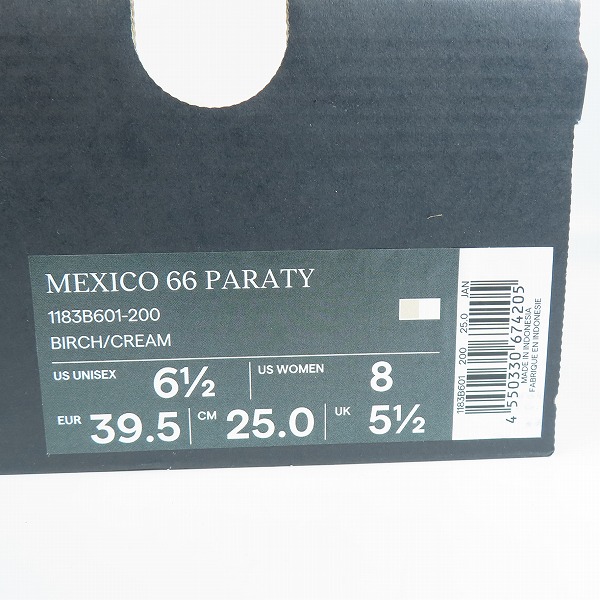 MEXICO 66 PARATY
1183B601-200
BIRCH/CREAM
US UNISEX 6½ US WOMEN 8
EUR 39.5 CM 25.0 UK 5½
1183B601 200 25.0 JAN
4 550330 674205
MADE IN INDONESIA
FABRIQUE EN INDONESIE